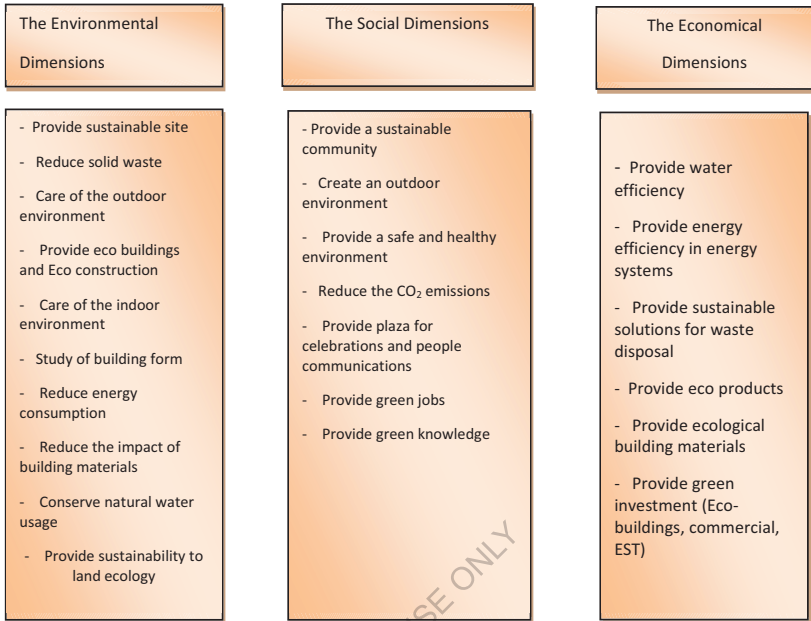 The Environmental
Dimensions
- Provide sustainable site
- Reduce solid waste
- Care of the outdoor
environment
- Provide eco buildings
and Eco construction
- Care of the indoor
environment
- Study of building form
- Reduce energy
consumption
- Reduce the impact of
building materials
- Conserve natural water
usage
- Provide sustainability to
land ecology
The Social Dimensions
- Provide a sustainable
community
- Create an outdoor
environment
- Provide a safe and healthy
environment
- Reduce the CO₂ emissions
- Provide plaza for
celebrations and people
communications
- Provide green jobs
- Provide green knowledge
The Economical
Dimensions
- Provide water
efficiency
- Provide energy
efficiency in energy
systems
- Provide sustainable
solutions for waste
disposal
- Provide eco products
- Provide ecological
building materials
- Provide green
investment (Eco-
buildings, commercial,
EST)
ONLY